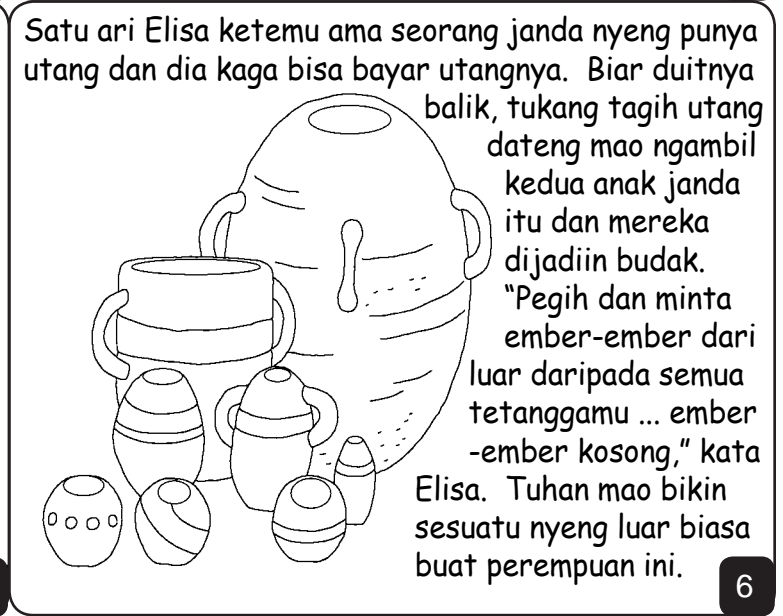 Satu ari Elisa ketemu ama seorang janda nyeng punya
utang dan dia kaga bisa bayar utangnya. Biar duitnya
balik, tukang tagih utang
dateng mao ngambil
kedua anak janda
itu dan mereka
dijadiin budak.
“Pegih dan minta
ember-ember dari
luar daripada semua
tetanggamu ... ember
-ember kosong,” kata
Elisa. Tuhan mao bikin
sesuatu nyeng luar biasa
buat perempuan ini.
6